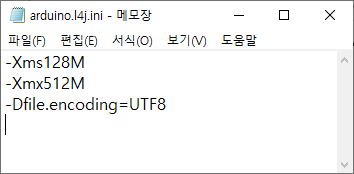 arduino.l4j.ini - 메모장
파일(F) 편집(E) 서식(O) 보기(V) 도움말
-Xms128M
-Xmx512M
-Dfile.encoding=UTF8